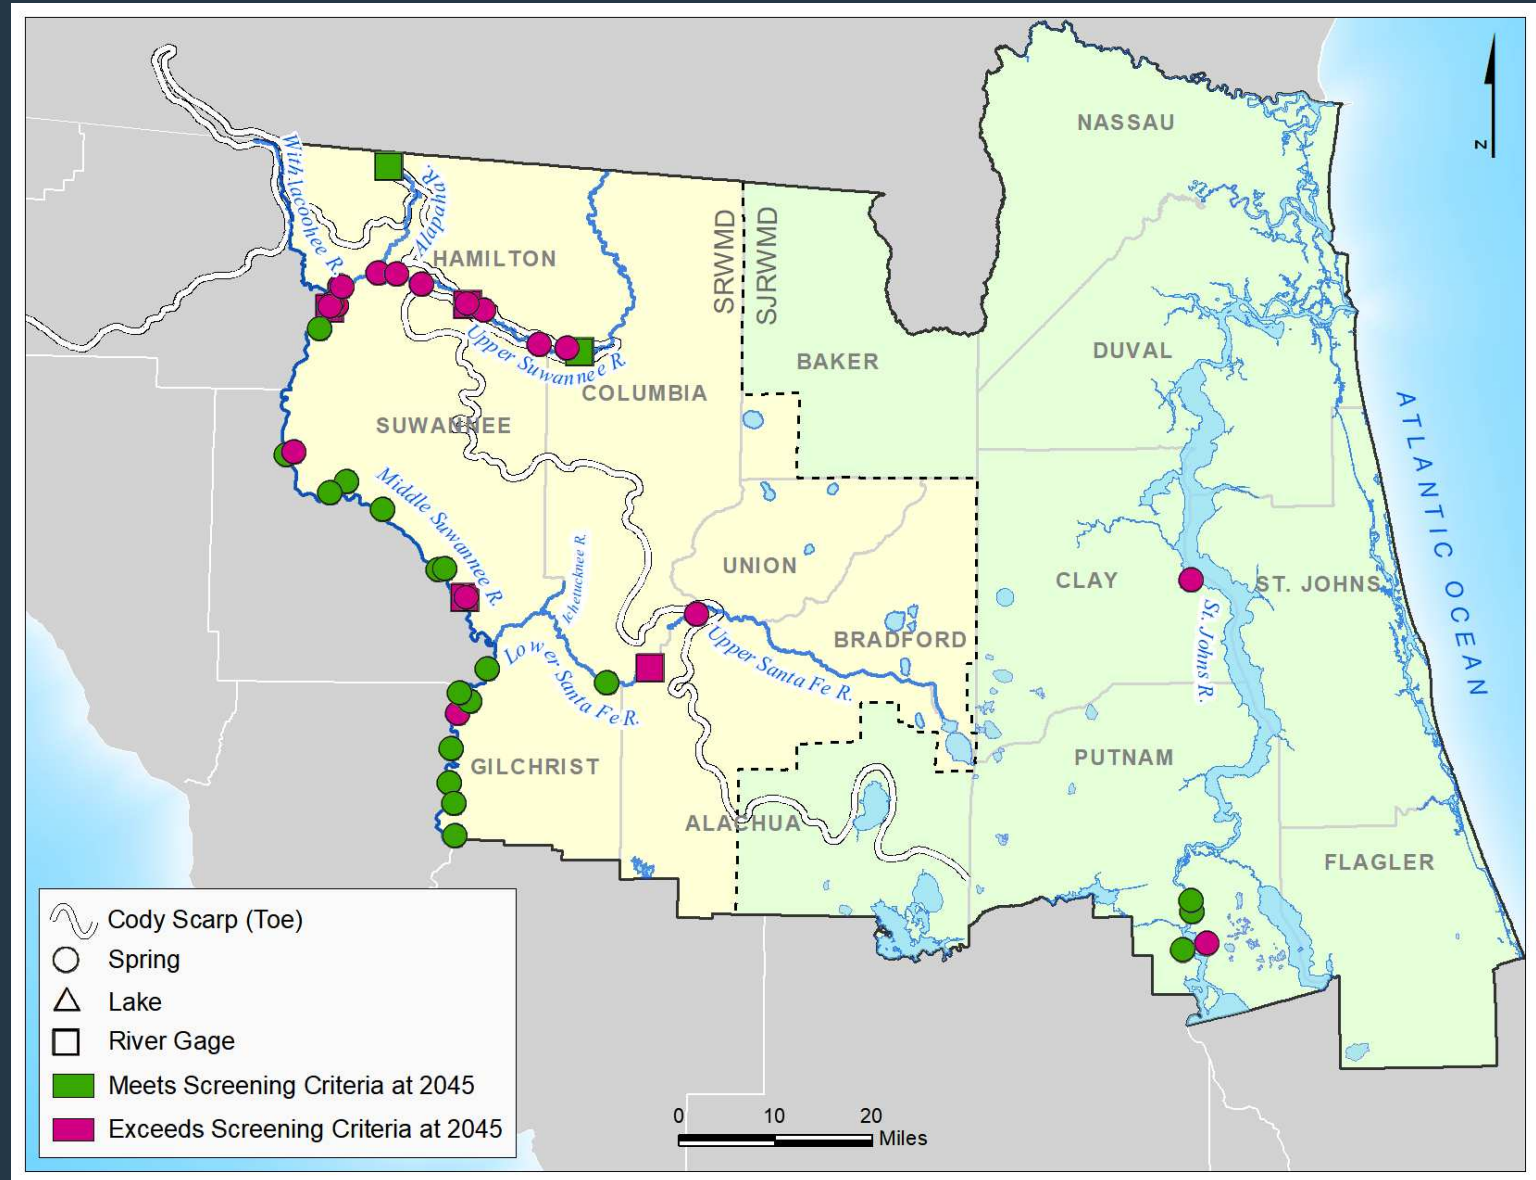 NASSAU
N
Withlacoohee R.
Alapaha R.
HAMILTON
SRWMD
SJRWMD
Upper Suwannee R.
BAKER
DUVAL
COLUMBIA
SUWANNEE
ATLANTIC OCEAN
Middle Suwannee R.
Ichetucknee R.
UNION
CLAY
ST. JOHNS
St. Johns R.
BRADFORD
Lower Santa Fe R.
Upper Santa Fe R.
GILCHRIST
PUTNAM
ALACHUA
FLAGLER
Cody Scarp (Toe)
Spring
Lake
River Gage
Meets Screening Criteria at 2045
Exceeds Screening Criteria at 2045
0 10 20
Miles